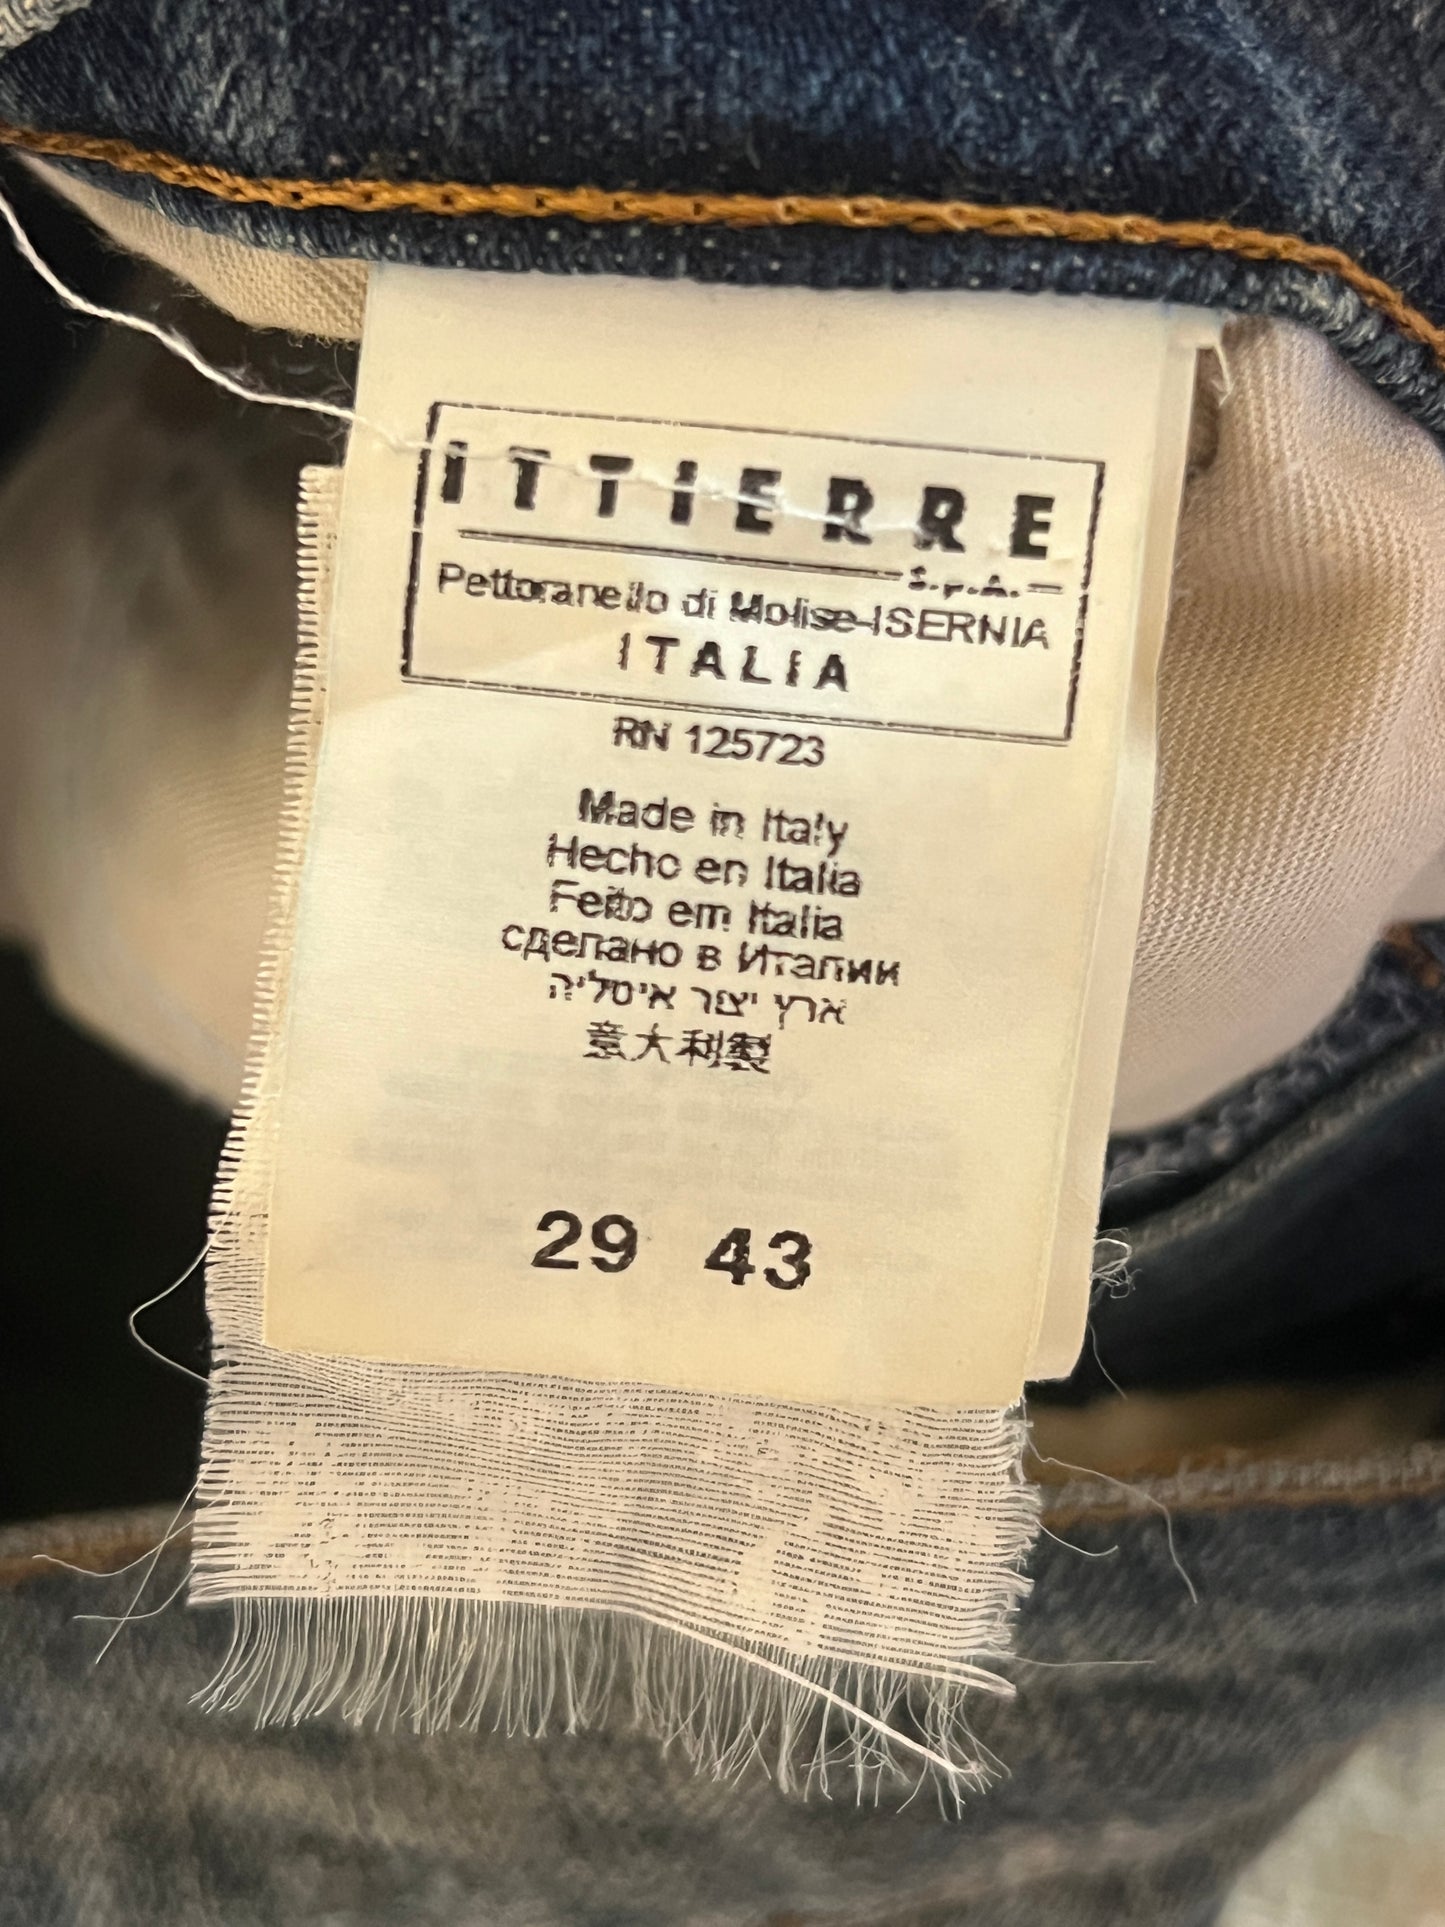 ITTIERRE
S.p.A.
Pettoranello di Molise-ISERNIA
ITALIA
RN 125723
Made in Italy
Hecho en Italia
Feito em Italia
сделано в Италии
ארץ יצור איטליה
意大利製
29 43